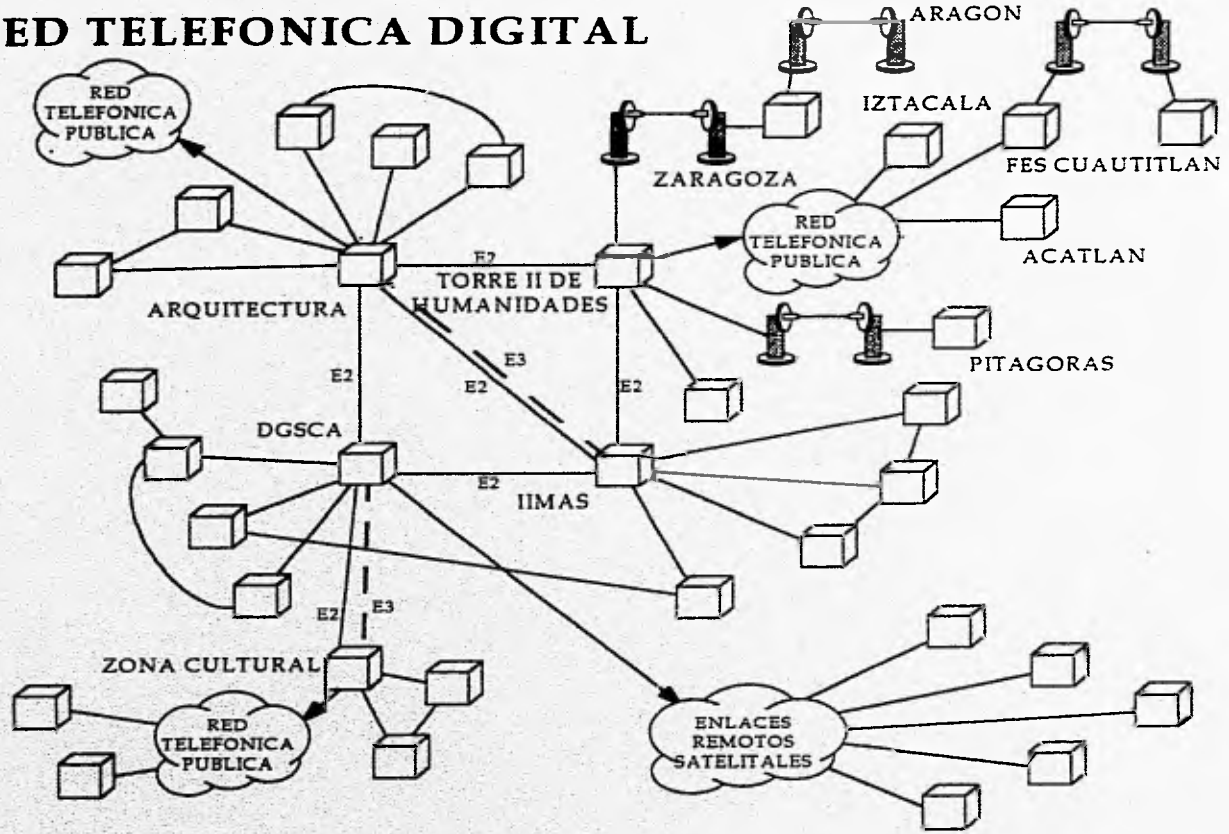 ED TELEFONICA DIGITAL
ARAGON
RED
TELEFONICA
PUBLICA
IZTACALA
ZARAGOZA
FES CUAUTITLAN
RED
TELEFONICA
PUBLICA
ACATLAN
E2
TORRE II DE
HUMANIDADES
ARQUITECTURA
E3
E2
E2
E2
PITAGORAS
DGSCA
E2
IIMAS
E2
E3
ZONA CULTURAL
RED
TELEFONICA
PUBLICA
ENLACES
REMOTOS
SATELITALES